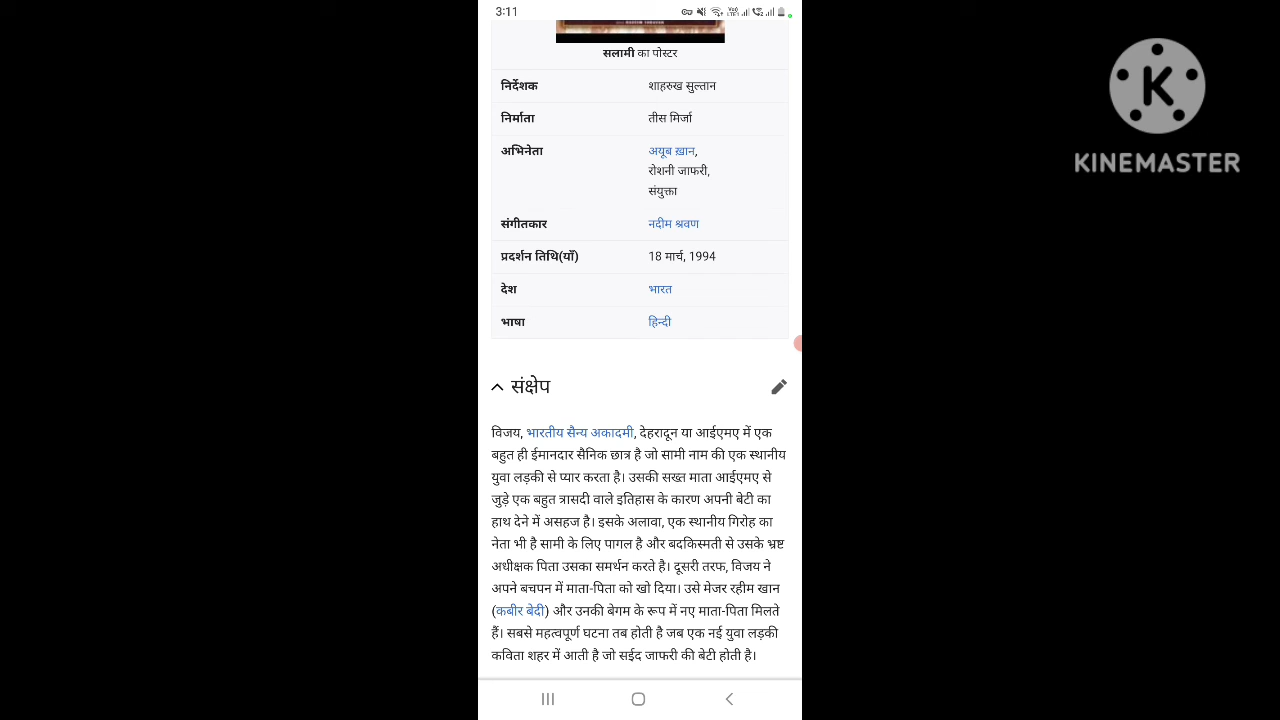 3:11
सलामी का पोस्टर
निर्देशक शाहरुख सुल्तान
निर्माता तीस मिर्जा
अभिनेता अयूब ख़ान,
रोशनी जाफरी,
संयुक्ता
संगीतकार नदीम श्रवण
प्रदर्शन तिथि(याँ) 18 मार्च, 1994
देश भारत
भाषा हिन्दी
संक्षेप
विजय, भारतीय सैन्य अकादमी, देहरादून या आईएमए में एक
बहुत ही ईमानदार सैनिक छात्र है जो सामी नाम की एक स्थानीय
युवा लड़की से प्यार करता है। उसकी सख्त माता आईएमए से
जुड़े एक बहुत त्रासदी वाले इतिहास के कारण अपनी बेटी का
हाथ देने में असहज है। इसके अलावा, एक स्थानीय गिरोह का
नेता भी है सामी के लिए पागल है और बदकिस्मती से उसके भ्रष्ट
अधीक्षक पिता उसका समर्थन करते है। दूसरी तरफ, विजय ने
अपने बचपन में माता-पिता को खो दिया। उसे मेजर रहीम खान
(कबीर बेदी) और उनकी बेगम के रूप में नए माता-पिता मिलते
हैं। सबसे महत्वपूर्ण घटना तब होती है जब एक नई युवा लड़की
कविता शहर में आती है जो सईद जाफरी की बेटी होती है।
K
KINEMASTER